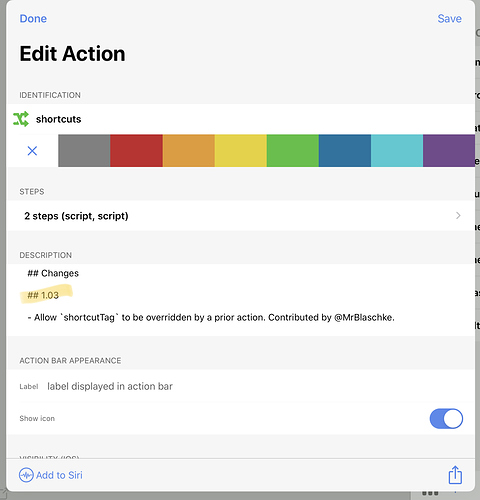 Done
Save
Edit Action
IDENTIFICATION
shortcuts
STEPS
2 steps (script, script)
DESCRIPTION
## Changes
## 1.03
- Allow `shortcutTag` to be overridden by a prior action. Contributed by @MrBlaschke.
ACTION BAR APPEARANCE
Label label displayed in action bar
Show icon
VISIBILITY (IOS)
Add to Siri